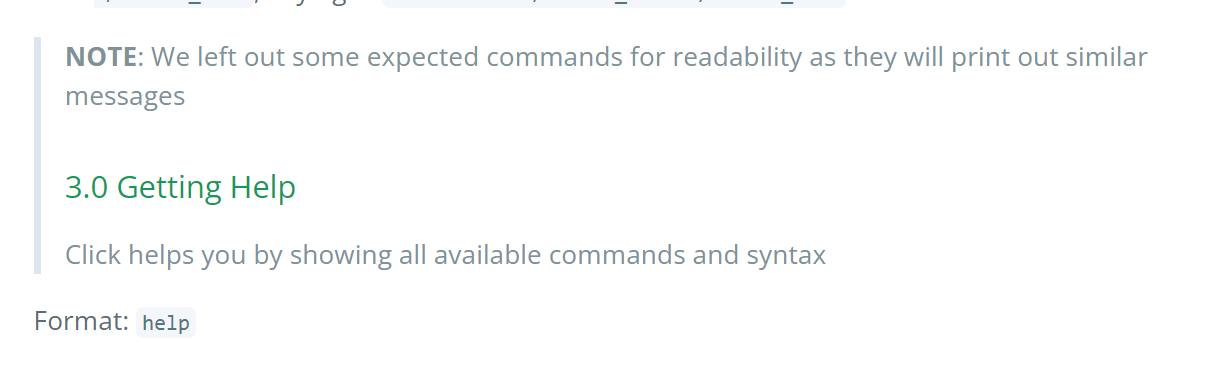 NOTE: We left out some expected commands for readability as they will print out similar
messages
3.0 Getting Help
Click helps you by showing all available commands and syntax
Format: help